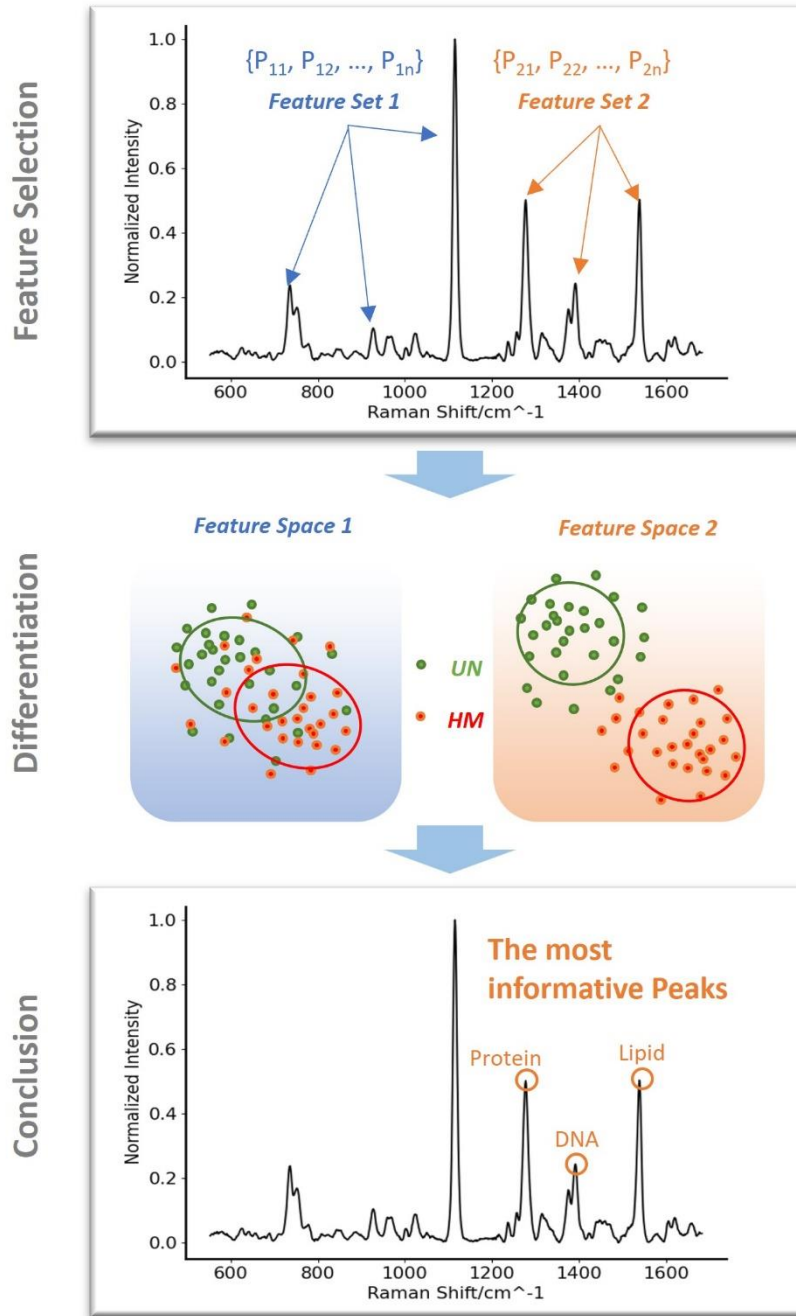 Feature Selection
{P11, P12, ..., P1n}
Feature Set 1
{P21, P22, ..., P2n}
Feature Set 2
Normalized Intensity
1.0
0.8
0.6
0.4
0.2
0.0
600 800 1000 1200 1400 1600
Raman Shift/cm^-1
Differentiation
Feature Space 1
Feature Space 2
UN
HM
Conclusion
The most
informative Peaks
Protein
Lipid
DNA
Normalized Intensity
1.0
0.8
0.6
0.4
0.2
0.0
600 800 1000 1200 1400 1600
Raman Shift/cm^-1